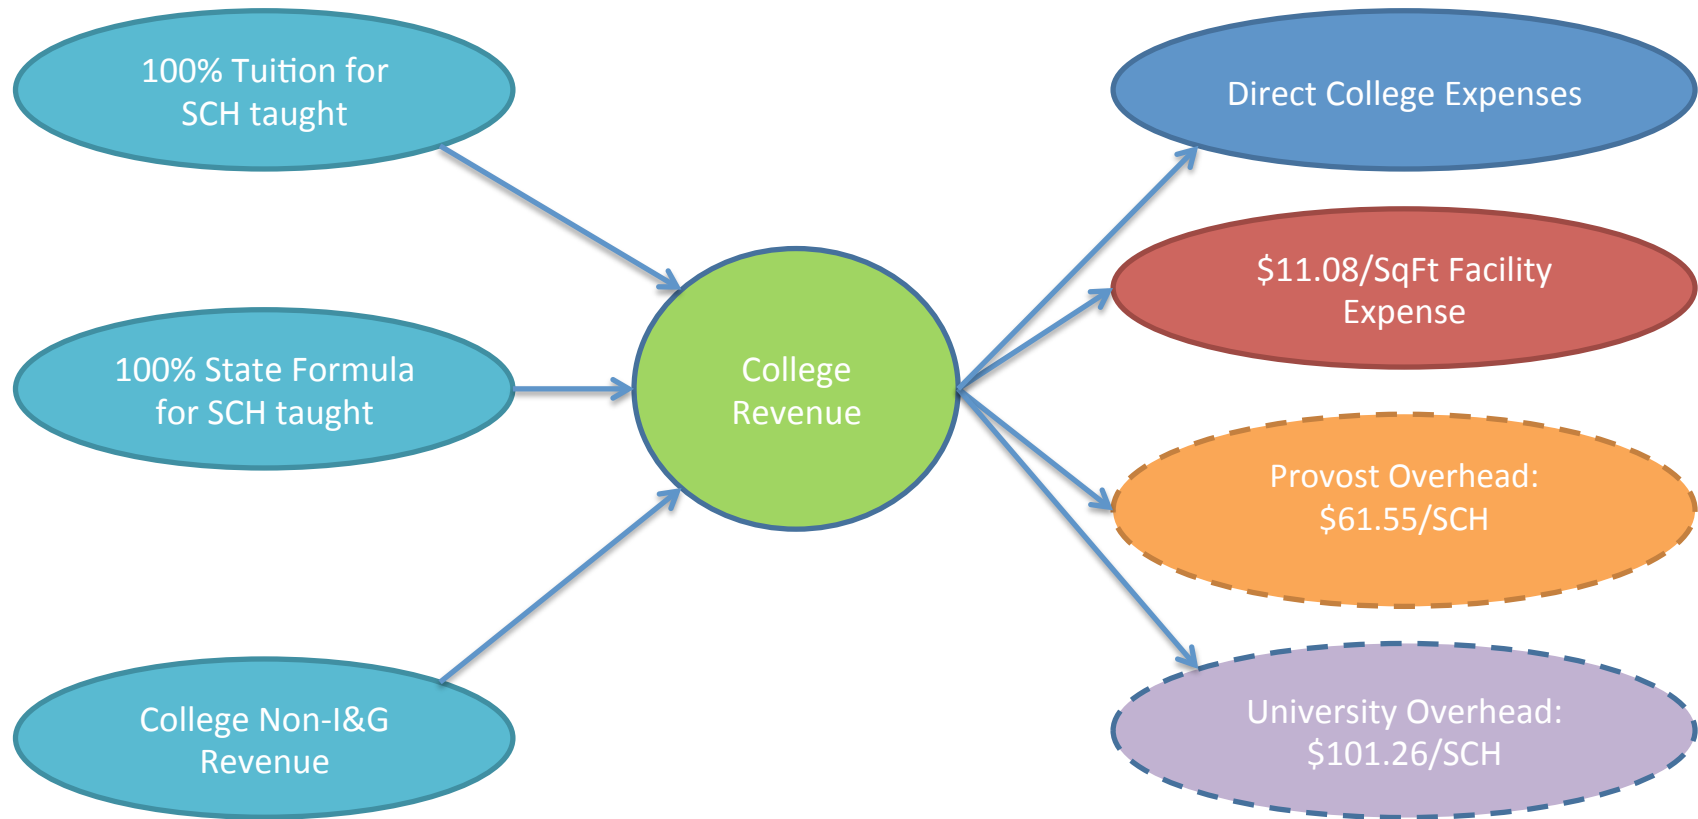 100% Tuition for
SCH taught
100% State Formula
for SCH taught
College Non-I&G
Revenue
College
Revenue
Direct College Expenses
$11.08/SqFt Facility
Expense
Provost Overhead:
$61.55/SCH
University Overhead:
$101.26/SCH